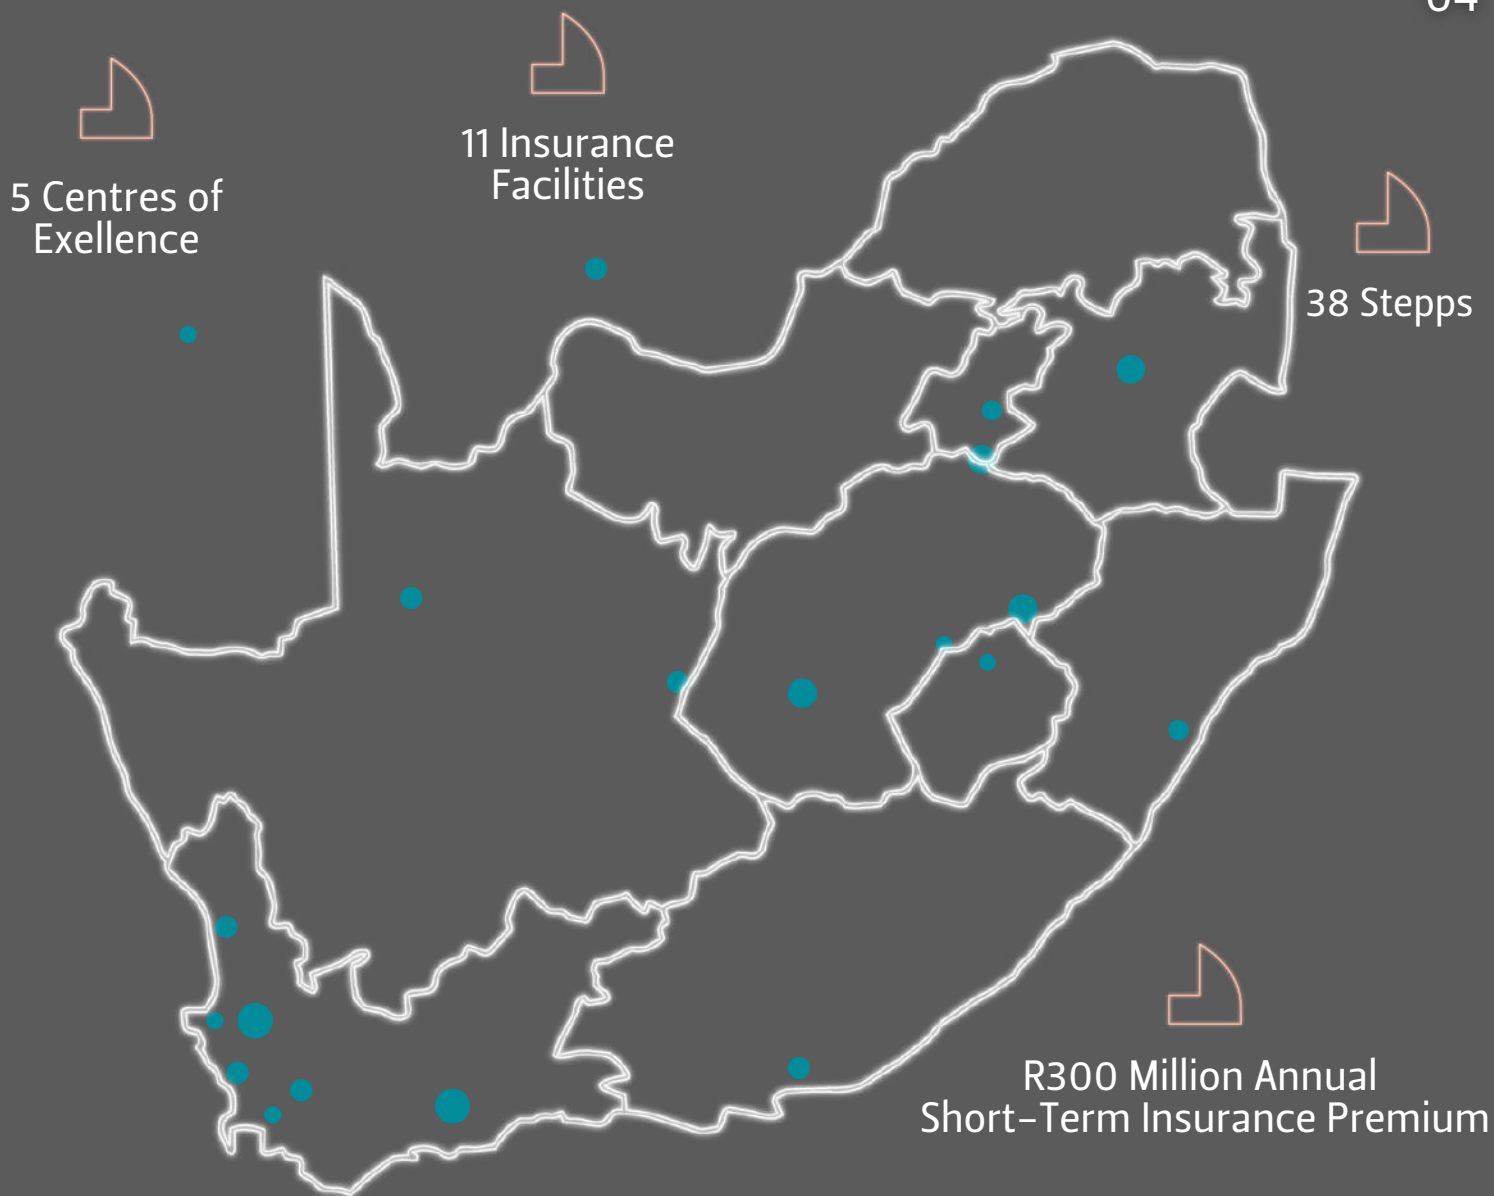 11 Insurance
Facilities
5 Centres of
Exellence
38 Stepps
R300 Million Annual
Short-Term Insurance Premium